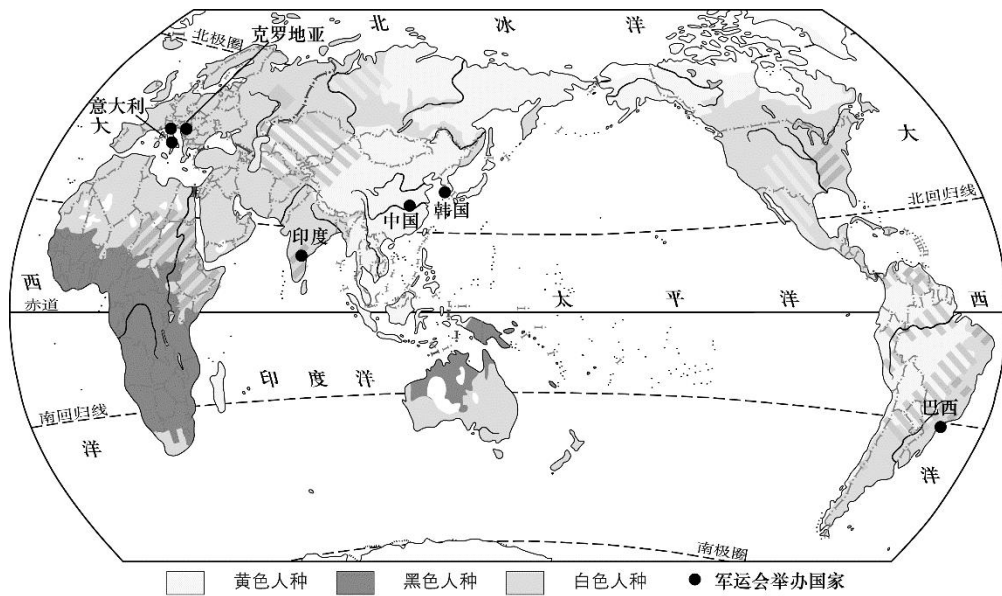 北 冰 洋
北极圈
克罗地亚
意大利
大
大
北回归线
中国
韩国
印度
西
赤道
太 平 洋
西
印 度 洋
南回归线
巴西
洋
洋
南极圈
黄色人种
黑色人种
白色人种
军运会举办国家